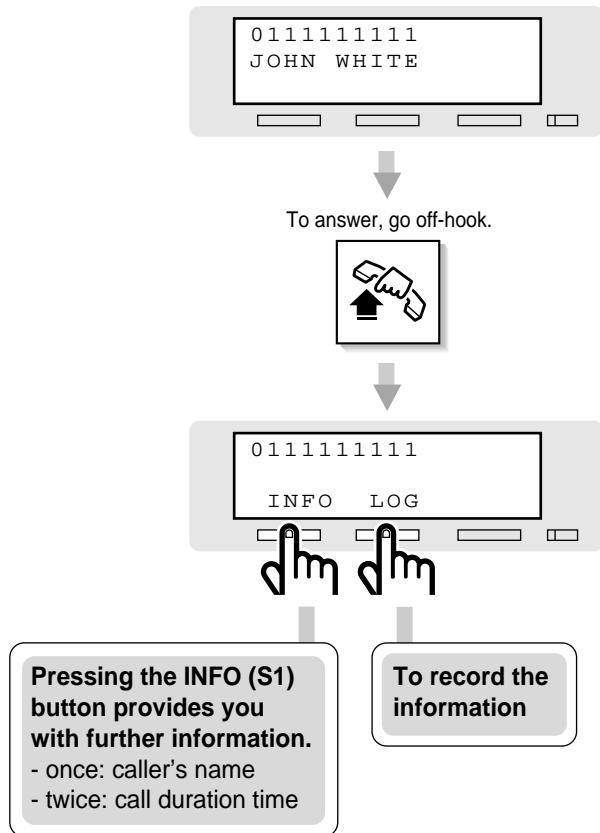 0111111111
JOHN WHITE
To answer, go off-hook.
0111111111
INFO LOG
Pressing the INFO (S1)
button provides you
with further information.
- once: caller's name
- twice: call duration time
To record the
information